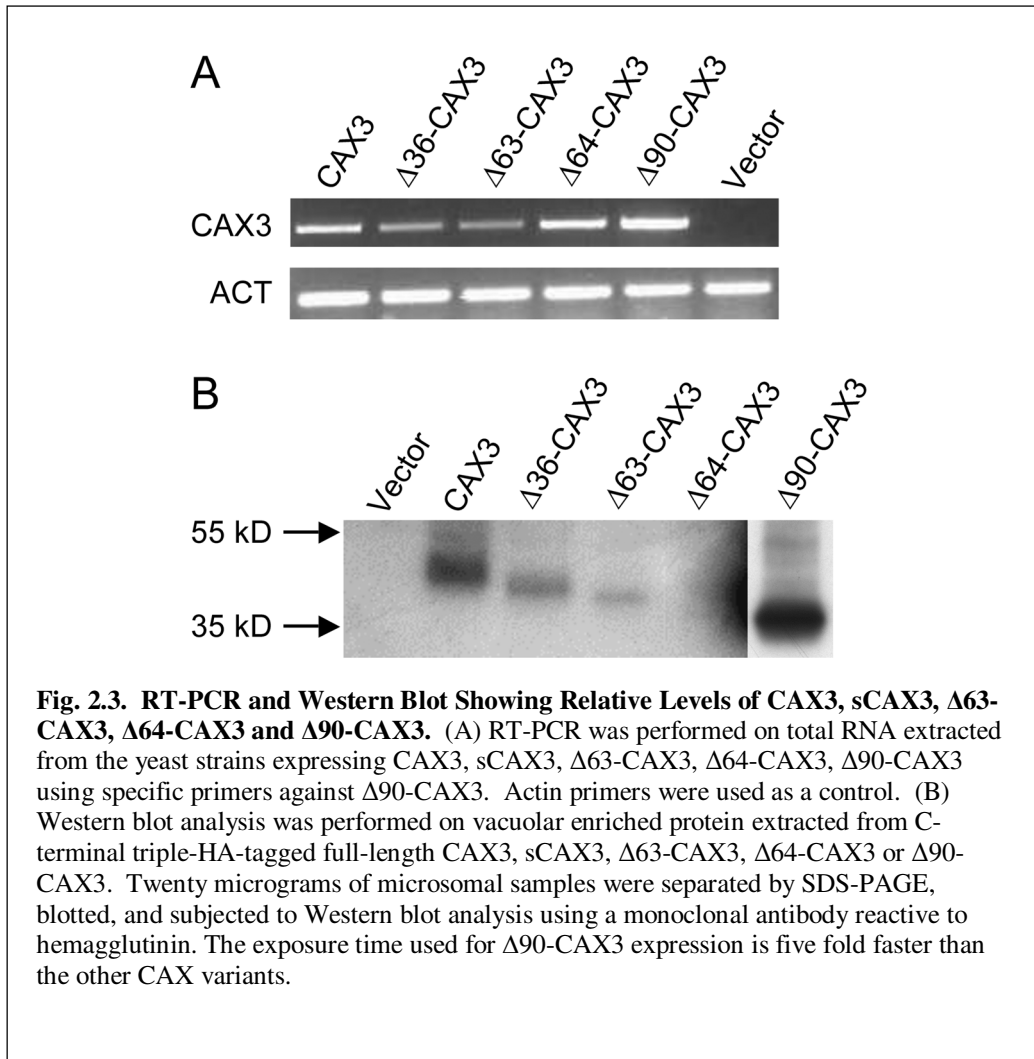 A
CAX3 Δ36-CAX3 Δ63-CAX3 Δ64-CAX3 Δ90-CAX3 Vector
CAX3
ACT
B
Vector CAX3 Δ36-CAX3 Δ63-CAX3 Δ64-CAX3 Δ90-CAX3
55 kD
35 kD
Fig. 2.3. RT-PCR and Western Blot Showing Relative Levels of CAX3, sCAX3, Δ63-
CAX3, Δ64-CAX3 and Δ90-CAX3. (A) RT-PCR was performed on total RNA extracted
from the yeast strains expressing CAX3, sCAX3, Δ63-CAX3, Δ64-CAX3, Δ90-CAX3
using specific primers against Δ90-CAX3. Actin primers were used as a control. (B)
Western blot analysis was performed on vacuolar enriched protein extracted from C-
terminal triple-HA-tagged full-length CAX3, sCAX3, Δ63-CAX3, Δ64-CAX3 or Δ90-
CAX3. Twenty micrograms of microsomal samples were separated by SDS-PAGE,
blotted, and subjected to Western blot analysis using a monoclonal antibody reactive to
hemagglutinin. The exposure time used for Δ90-CAX3 expression is five fold faster than
the other CAX variants.